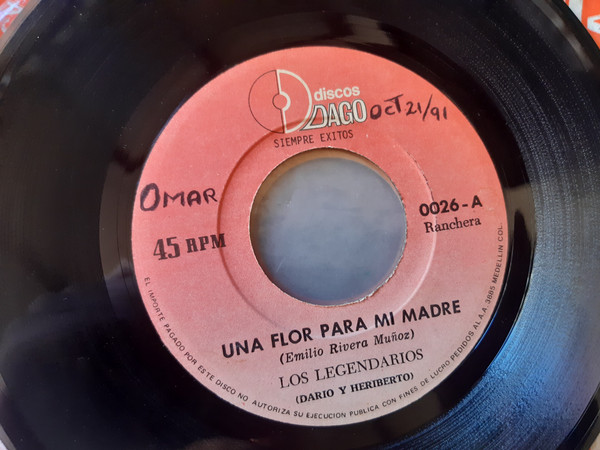 discos
DAGO
SIEMPRE EXITOS
OCT 21/91
OMAR
45 RPM
0026-A
Ranchera
UNA FLOR PARA MI MADRE
(Emilio Rivera Muñoz)
LOS LEGENDARIOS
(DARIO Y HERIBERTO)
EL IMPORTE PAGADO POR ESTE DISCO NO AUTORIZA SU EJECUCION PUBLICA CON FINES DE LUCRO PEDIDOS AL A.A. 3685 MEDELLIN COL.